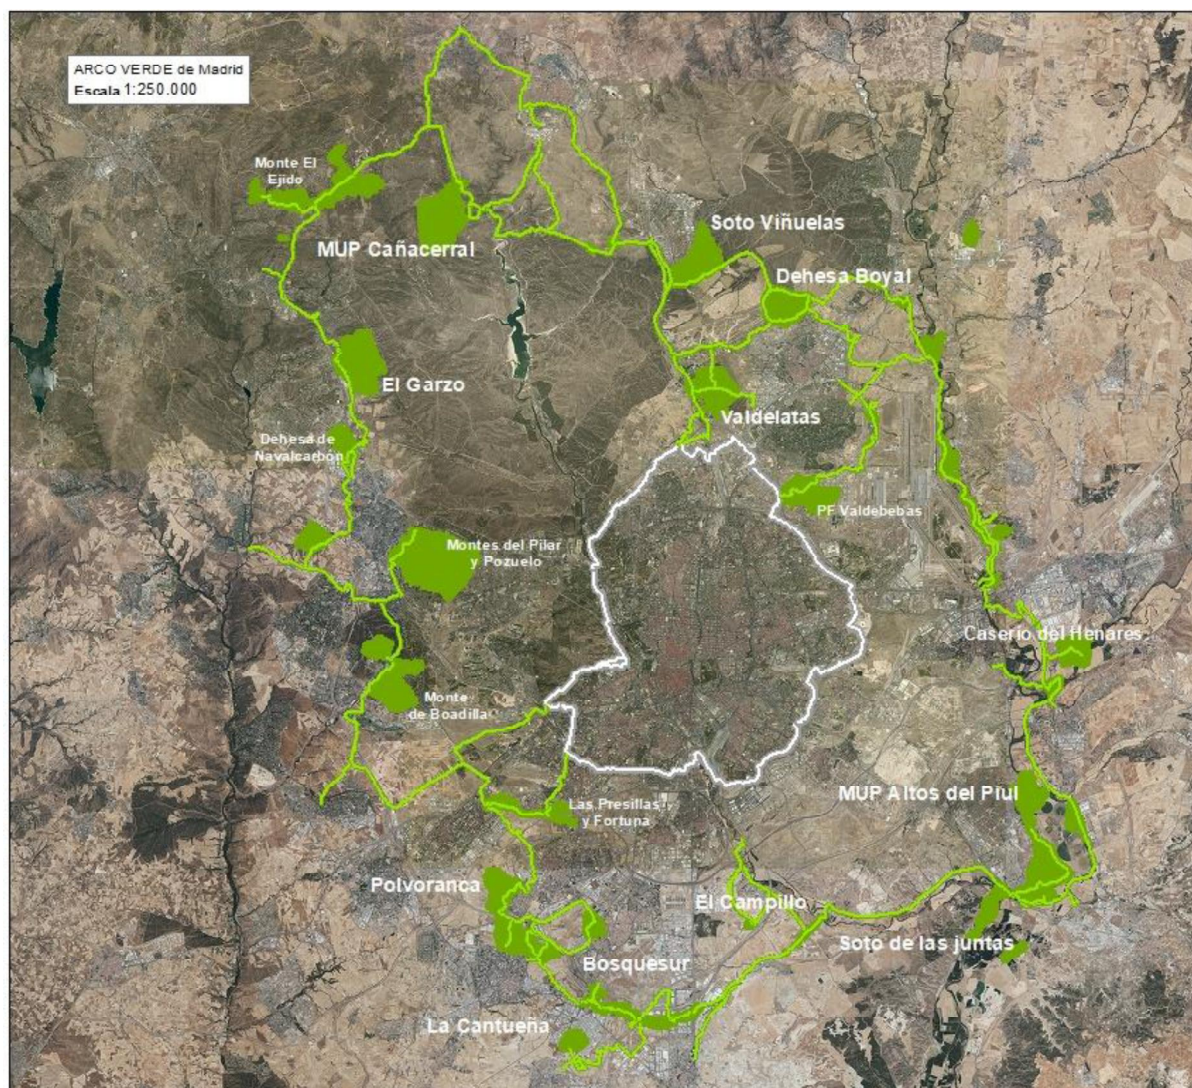 ARCO VERDE de Madrid
Escala 1:250.000
Monte El
Ejido
MUP Cañacerral
Soto Viñuelas
Dehesa Boyal
El Garzo
Valdelatas
Dehesa de
Navalcarbón
PF Valdebebas
Montes del Pilar
y Pozuelo
Caserio del Henares
Monte
de Boadilla
MUP Altos del Piul
Las Presillas
y Fortuna
Polvoranca
El Campillo
Soto de las juntas
Bosquesur
La Cantueña